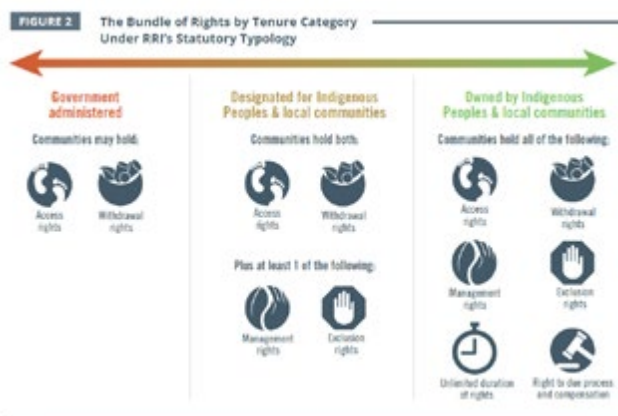 FIGURE 2
The Bundle of Rights by Tenure Category
Under RRI's Statutory Typology
Government
administered
Communities may hold:
Access
rights
Withdrawal
rights
Designated for Indigenous
Peoples & local communities
Communities hold both:
Access
rights
Withdrawal
rights
Plus at least 1 of the following:
Management
rights
Exclusion
rights
Owned by Indigenous
Peoples & local communities
Communities hold all of the following:
Access
rights
Withdrawal
rights
Management
rights
Exclusion
rights
Unlimited duration
of rights
Right to due process
and compensation